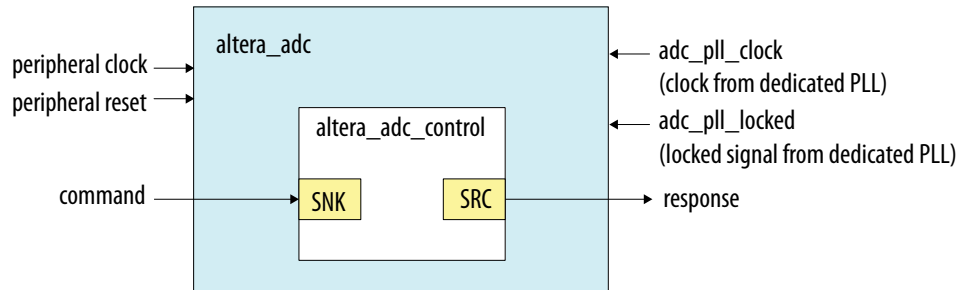 altera_adc
peripheral clock
peripheral reset
adc_pll_clock
(clock from dedicated PLL)
altera_adc_control
adc_pll_locked
(locked signal from dedicated PLL)
command
SNK
SRC
response